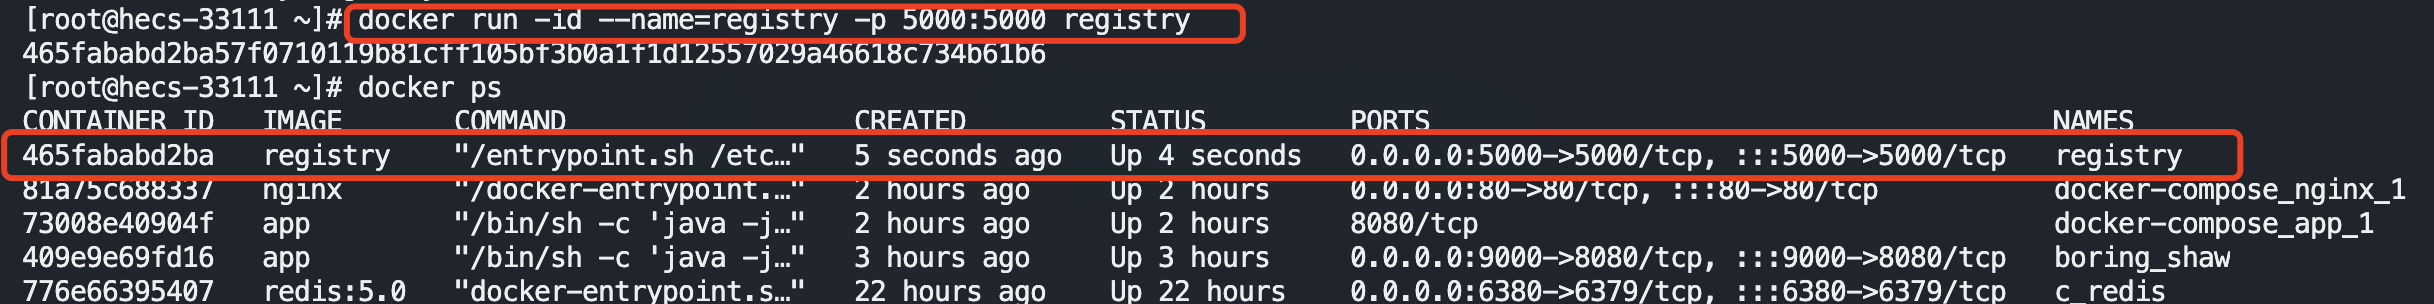 [root@hecs-33111 ~]# docker run -id --name=registry -p 5000:5000 registry
465fababd2ba57f0710119b81cff105bf3b0a1f1d12557029a46618c734b61b6
[root@hecs-33111 ~]# docker ps
CONTAINER ID   IMAGE       COMMAND                  CREATED         STATUS         PORTS                                       NAMES
465fababd2ba   registry    "/entrypoint.sh /etc…"   5 seconds ago   Up 4 seconds   0.0.0.0:5000->5000/tcp, :::5000->5000/tcp   registry
81a75c688337   nginx       "/docker-entrypoint.…"   2 hours ago     Up 2 hours     0.0.0.0:80->80/tcp, :::80->80/tcp           docker-compose_nginx_1
73008e40904f   app         "/bin/sh -c 'java -j…"   2 hours ago     Up 2 hours     8080/tcp                                    docker-compose_app_1
409e9e69fd16   app         "/bin/sh -c 'java -j…"   3 hours ago     Up 3 hours     0.0.0.0:9000->8080/tcp, :::9000->8080/tcp   boring_shaw
776e66395407   redis:5.0   "docker-entrypoint.s…"   22 hours ago    Up 22 hours    0.0.0.0:6380->6379/tcp, :::6380->6379/tcp   c_redis